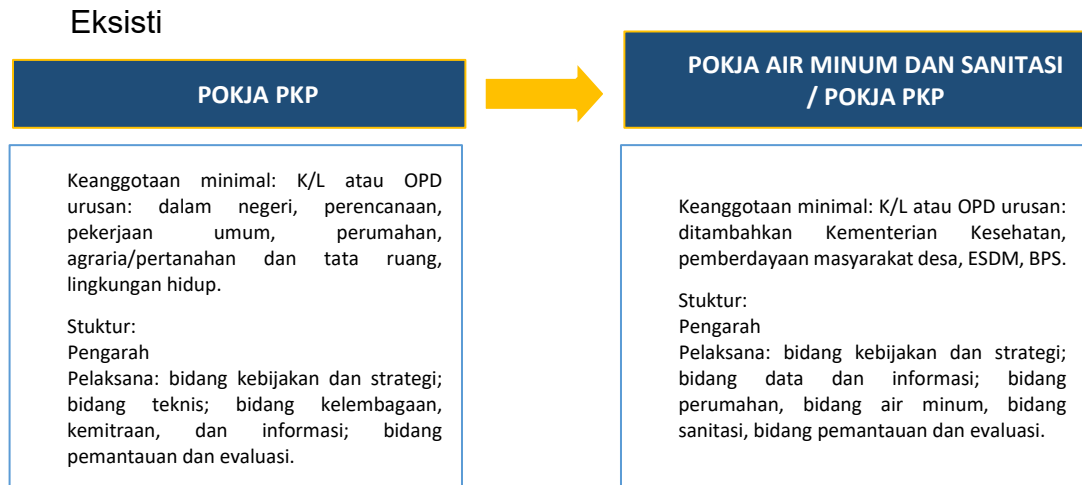 Eksisti
POKJA PKP
Keanggotaan minimal: K/L atau OPD
urusan: dalam negeri, perencanaan,
pekerjaan umum, perumahan,
agraria/pertanahan dan tata ruang,
lingkungan hidup.
Stuktur:
Pengarah
Pelaksana: bidang kebijakan dan strategi;
bidang teknis; bidang kelembagaan,
kemitraan, dan informasi; bidang
pemantauan dan evaluasi.
POKJA AIR MINUM DAN SANITASI
/ POKJA PKP
Keanggotaan minimal: K/L atau OPD urusan:
ditambahkan Kementerian Kesehatan,
pemberdayaan masyarakat desa, ESDM, BPS.
Stuktur:
Pengarah
Pelaksana: bidang kebijakan dan strategi;
bidang data dan informasi; bidang
perumahan, bidang air minum, bidang
sanitasi, bidang pemantauan dan evaluasi.